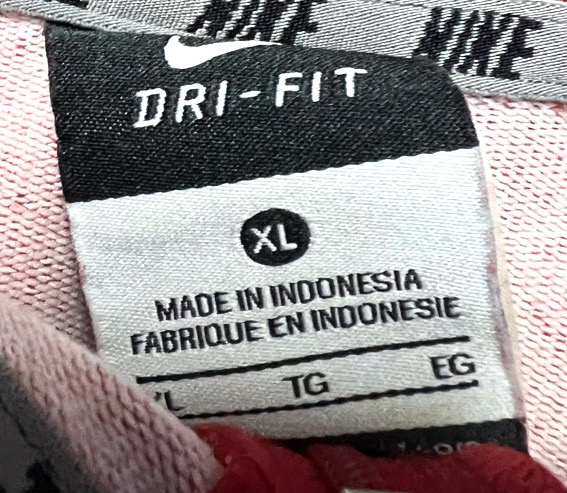 NIKE NIKE
DRI-FIT
XL
MADE IN INDONESIA
FABRIQUE EN INDONESIE
TG EG